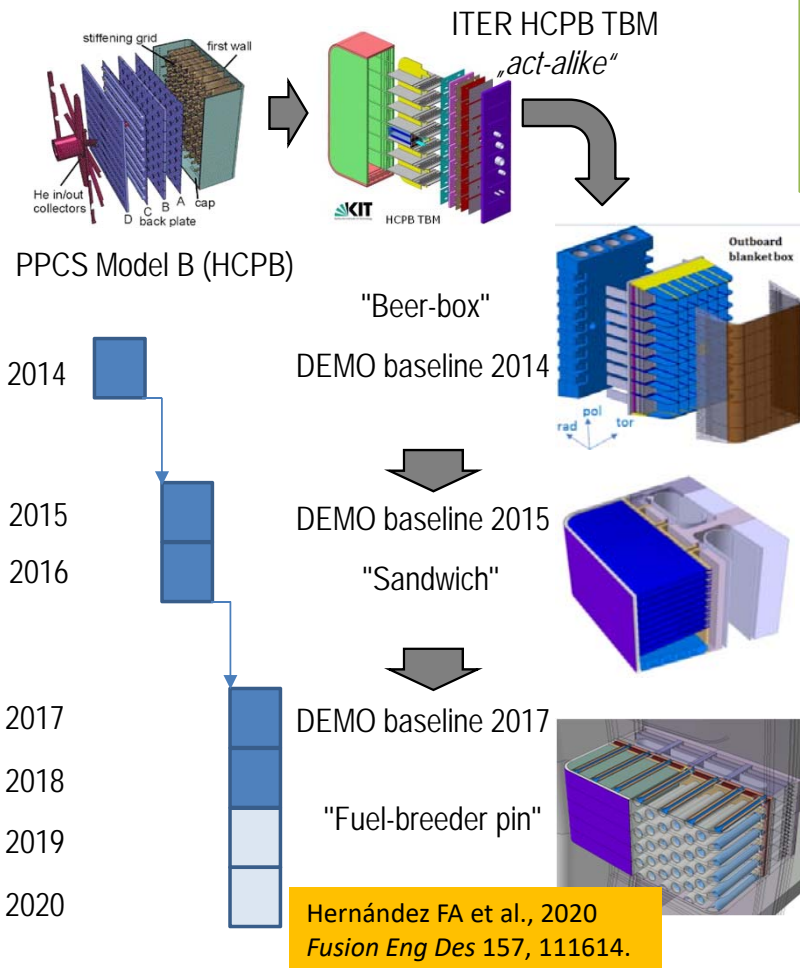 ITER HCPB TBM
„act-alike“
stiffening grid
first wall
He in/out
collectors
D
C
B
A
cap
back plate
KIT
HCPB TBM
PPCS Model B (HCPB)
Outboard
blanket box
"Beer-box"
2014
DEMO baseline 2014
rad
pol
tor
2015
DEMO baseline 2015
2016
"Sandwich"
2017
DEMO baseline 2017
2018
"Fuel-breeder pin"
2019
2020
Hernández FA et al., 2020
Fusion Eng Des 157, 111614.